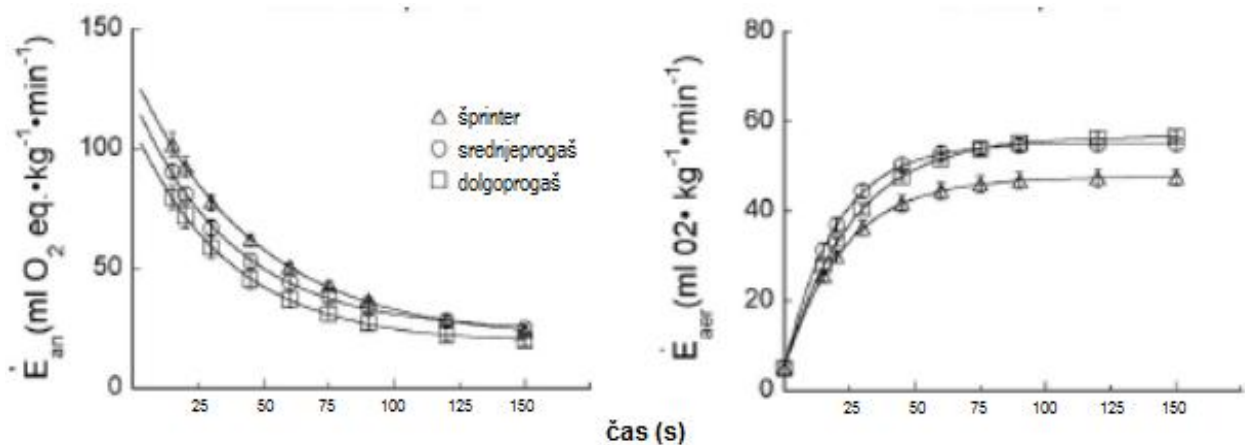 150
100
50
0
Ė an (ml O2 eq.•kg-1•min-1)
25 50 75 100 125 150
šprinter
srednjeprogaš
dolgoprogaš
80
60
40
20
0
Ė aer (ml 02• kg-1•min-1)
25 50 75 100 125 150
čas (s)